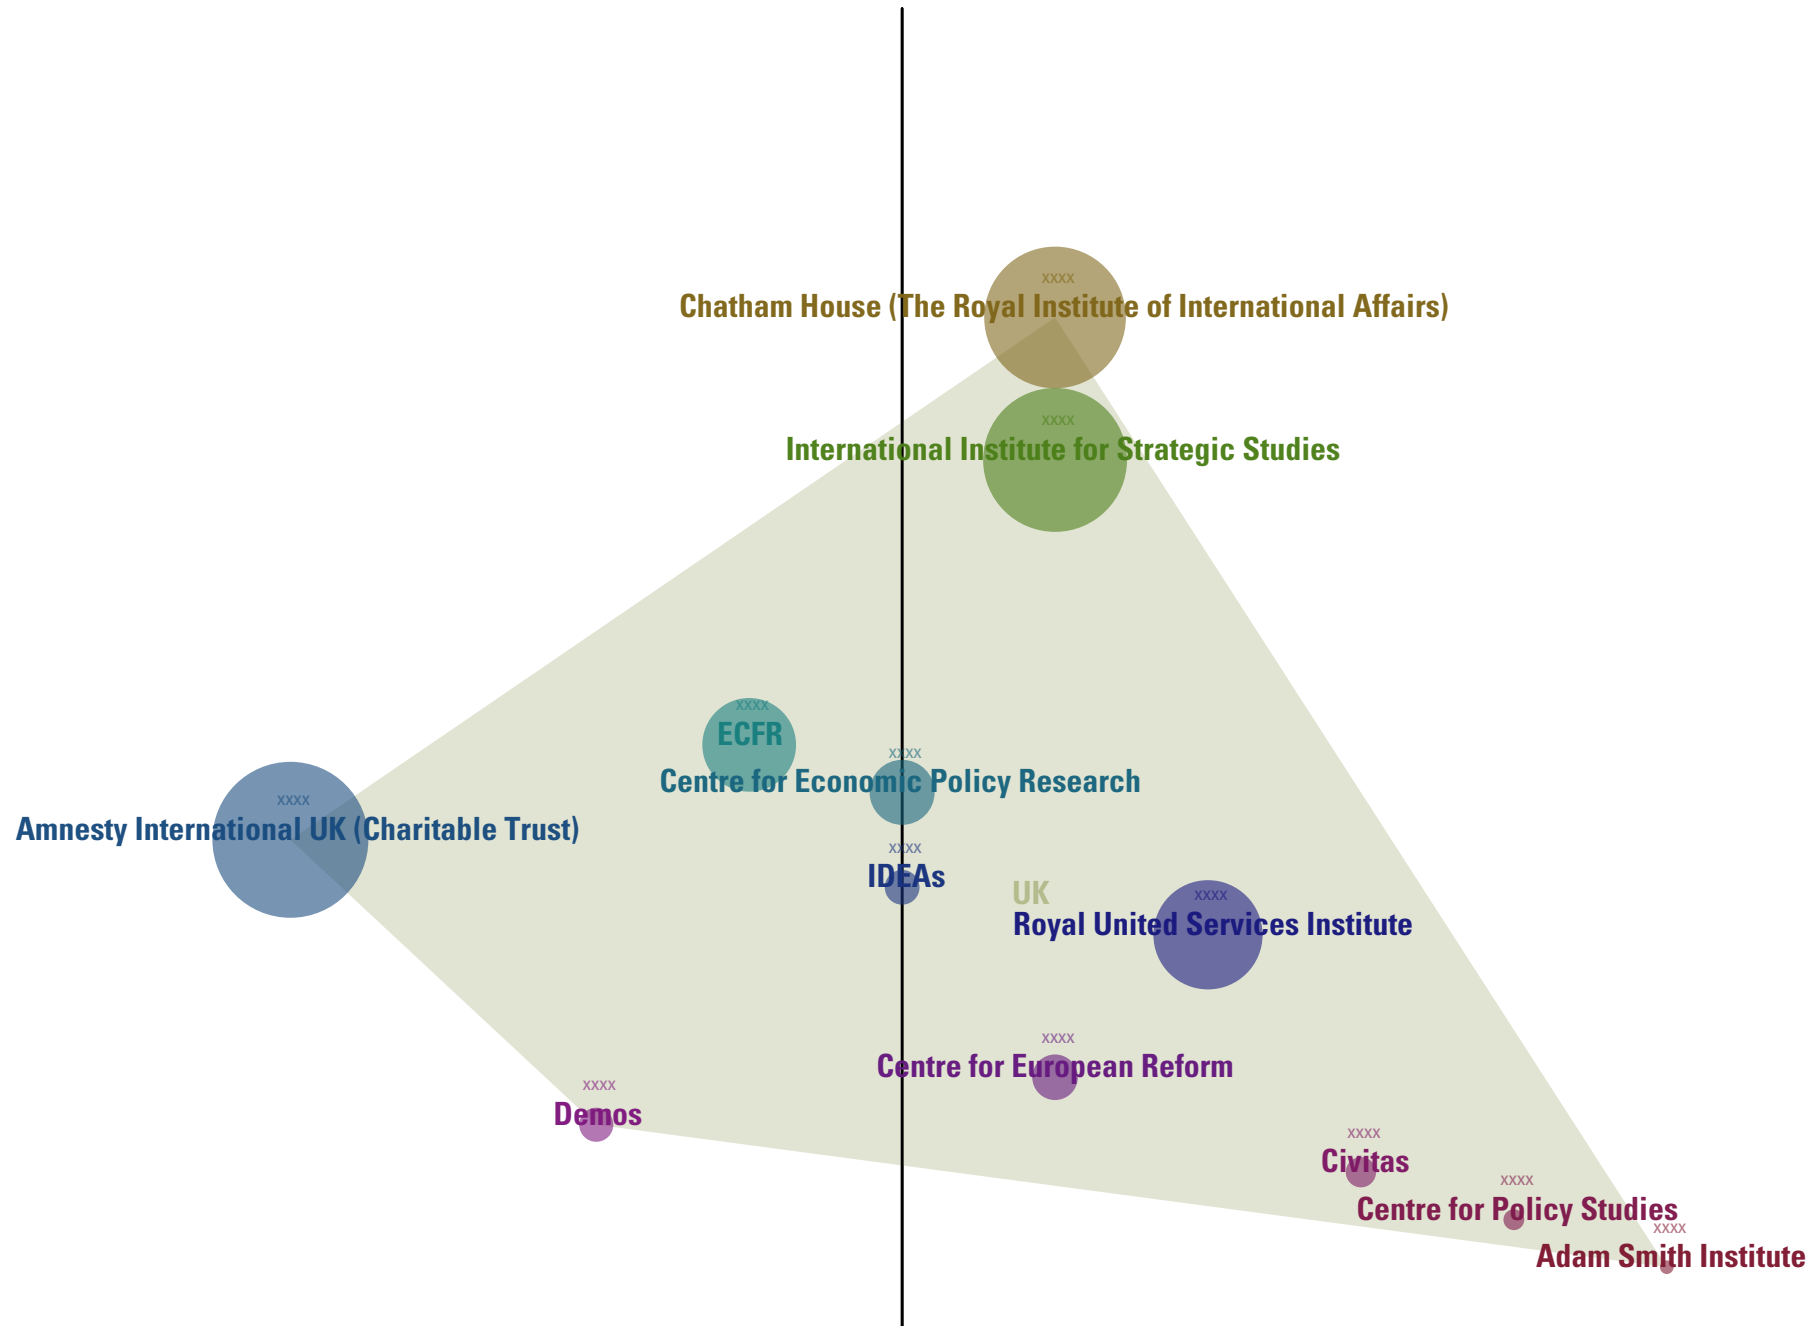 xxxx
Chatham House (The Royal Institute of International Affairs)
xxxx
International Institute for Strategic Studies
xxxx
ECFR
xxxx
Centre for Economic Policy Research
xxxx
Amnesty International UK (Charitable Trust)
xxxx
IDEAs
UK
xxxx
Royal United Services Institute
xxxx
Centre for European Reform
xxxx
Demos
xxxx
Civitas
xxxx
Centre for Policy Studies
xxxx
Adam Smith Institute